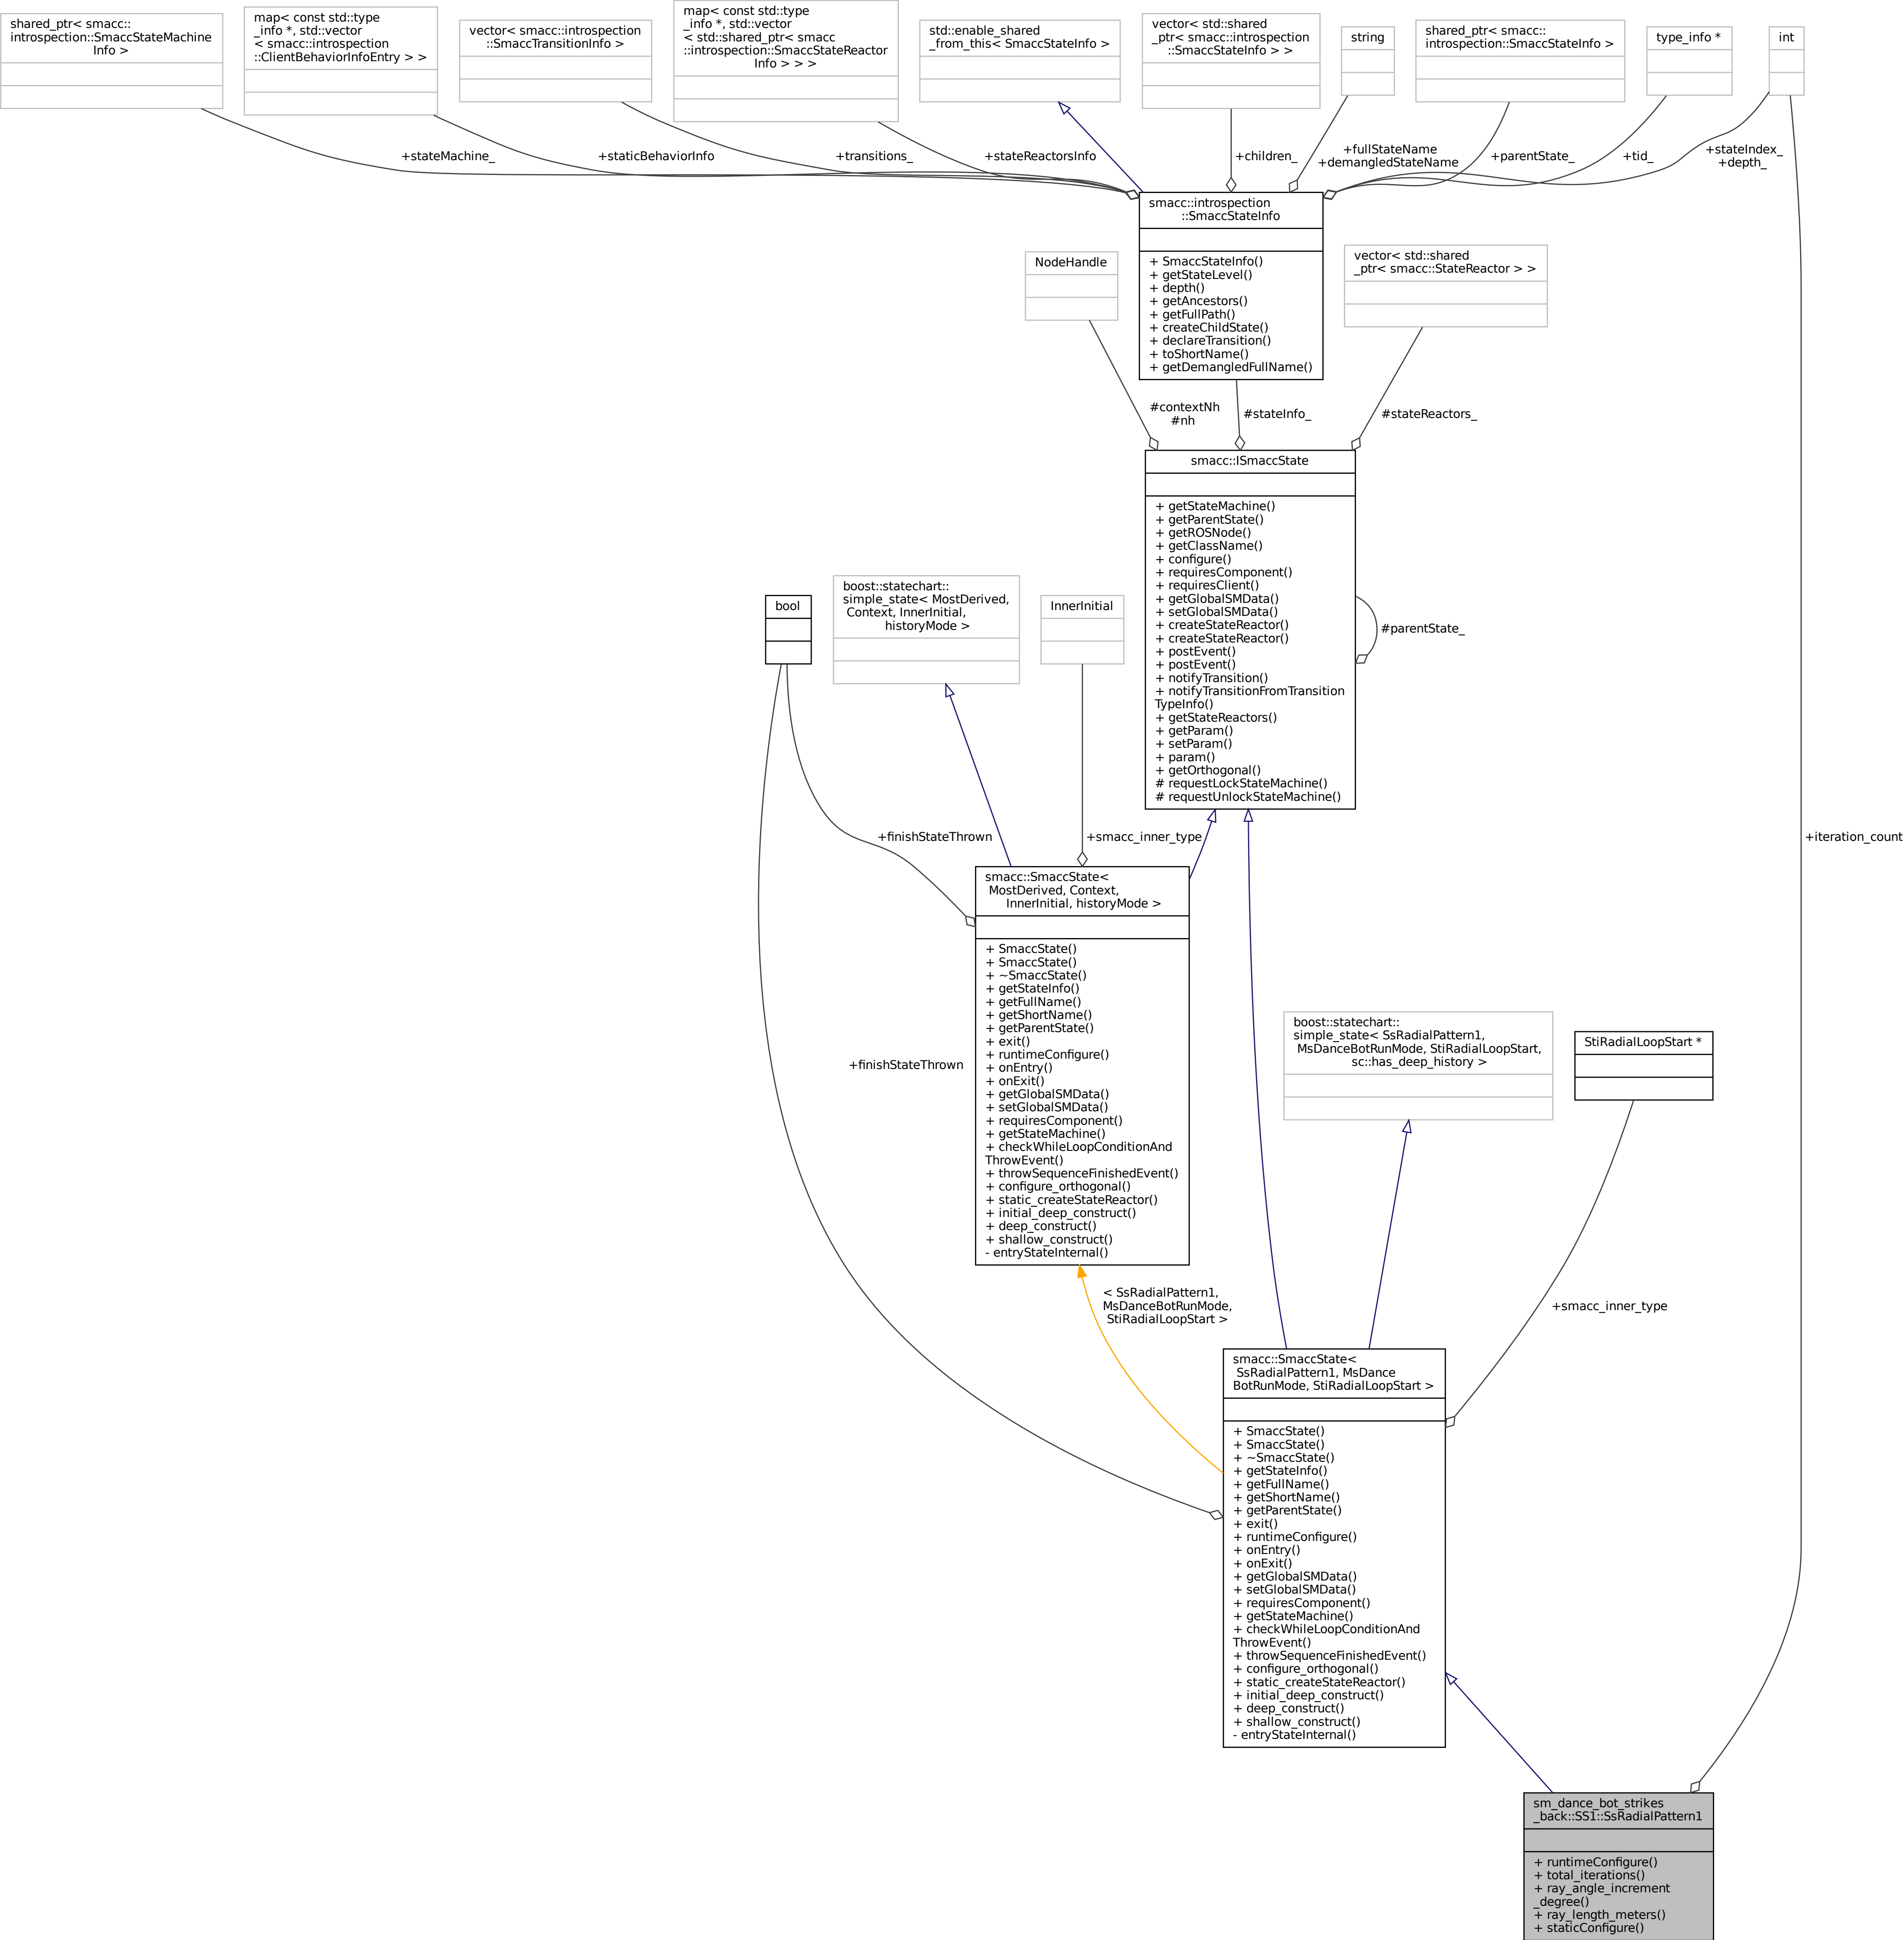 shared_ptr< smacc::
introspection::SmaccStateMachine
Info >
map< const std::type
_info *, std::vector
< smacc::introspection
::ClientBehaviorInfoEntry > >
vector< smacc::introspection
::SmaccTransitionInfo >
map< const std::type
_info *, std::vector
< std::shared_ptr< smacc
::introspection::SmaccStateReactor
Info > > >
std::enable_shared
_from_this< SmaccStateInfo >
vector< std::shared
_ptr< smacc::introspection
::SmaccStateInfo > >
string
shared_ptr< smacc::
introspection::SmaccStateInfo >
type_info *
int
+stateMachine_
+staticBehaviorInfo
+transitions_
+stateReactorsInfo
+children_
+fullStateName
+demangledStateName
+parentState_
+tid_
+stateIndex_
+depth_
smacc::introspection
::SmaccStateInfo
+ SmaccStateInfo()
+ getStateLevel()
+ depth()
+ getAncestors()
+ getFullPath()
+ createChildState()
+ declareTransition()
+ toShortName()
+ getDemangledFullName()
NodeHandle
vector< std::shared
_ptr< smacc::StateReactor > >
#contextNh
#nh
#stateInfo_
#stateReactors_
smacc::ISmaccState
+ getStateMachine()
+ getParentState()
+ getROSNode()
+ getClassName()
+ configure()
+ requiresComponent()
+ requiresClient()
+ getGlobalSMData()
+ setGlobalSMData()
+ createStateReactor()
+ createStateReactor()
+ postEvent()
+ postEvent()
+ notifyTransition()
+ notifyTransitionFromTransition
TypeInfo()
+ getStateReactors()
+ getParam()
+ setParam()
+ param()
+ getOrthogonal()
# requestLockStateMachine()
# requestUnlockStateMachine()
#parentState_
bool
boost::statechart::
simple_state< MostDerived,
Context, InnerInitial,
historyMode >
InnerInitial
+finishStateThrown
+smacc_inner_type
+iteration_count
smacc::SmaccState<
MostDerived, Context,
InnerInitial, historyMode >
+ SmaccState()
+ SmaccState()
+ ~SmaccState()
+ getStateInfo()
+ getFullName()
+ getShortName()
+ getParentState()
+ exit()
+ runtimeConfigure()
+ onEntry()
+ onExit()
+ getGlobalSMData()
+ setGlobalSMData()
+ requiresComponent()
+ getStateMachine()
+ checkWhileLoopConditionAnd
ThrowEvent()
+ throwSequenceFinishedEvent()
+ configure_orthogonal()
+ static_createStateReactor()
+ initial_deep_construct()
+ deep_construct()
+ shallow_construct()
- entryStateInternal()
+finishStateThrown
boost::statechart::
simple_state< SsRadialPattern1,
MsDanceBotRunMode, StiRadialLoopStart,
sc::has_deep_history >
StiRadialLoopStart *
< SsRadialPattern1,
MsDanceBotRunMode,
StiRadialLoopStart >
+smacc_inner_type
smacc::SmaccState<
SsRadialPattern1, MsDance
BotRunMode, StiRadialLoopStart >
+ SmaccState()
+ SmaccState()
+ ~SmaccState()
+ getStateInfo()
+ getFullName()
+ getShortName()
+ getParentState()
+ exit()
+ runtimeConfigure()
+ onEntry()
+ onExit()
+ getGlobalSMData()
+ setGlobalSMData()
+ requiresComponent()
+ getStateMachine()
+ checkWhileLoopConditionAnd
ThrowEvent()
+ throwSequenceFinishedEvent()
+ configure_orthogonal()
+ static_createStateReactor()
+ initial_deep_construct()
+ deep_construct()
+ shallow_construct()
- entryStateInternal()
sm_dance_bot_strikes
_back::SS1::SsRadialPattern1
+ runtimeConfigure()
+ total_iterations()
+ ray_angle_increment
_degree()
+ ray_length_meters()
+ staticConfigure()